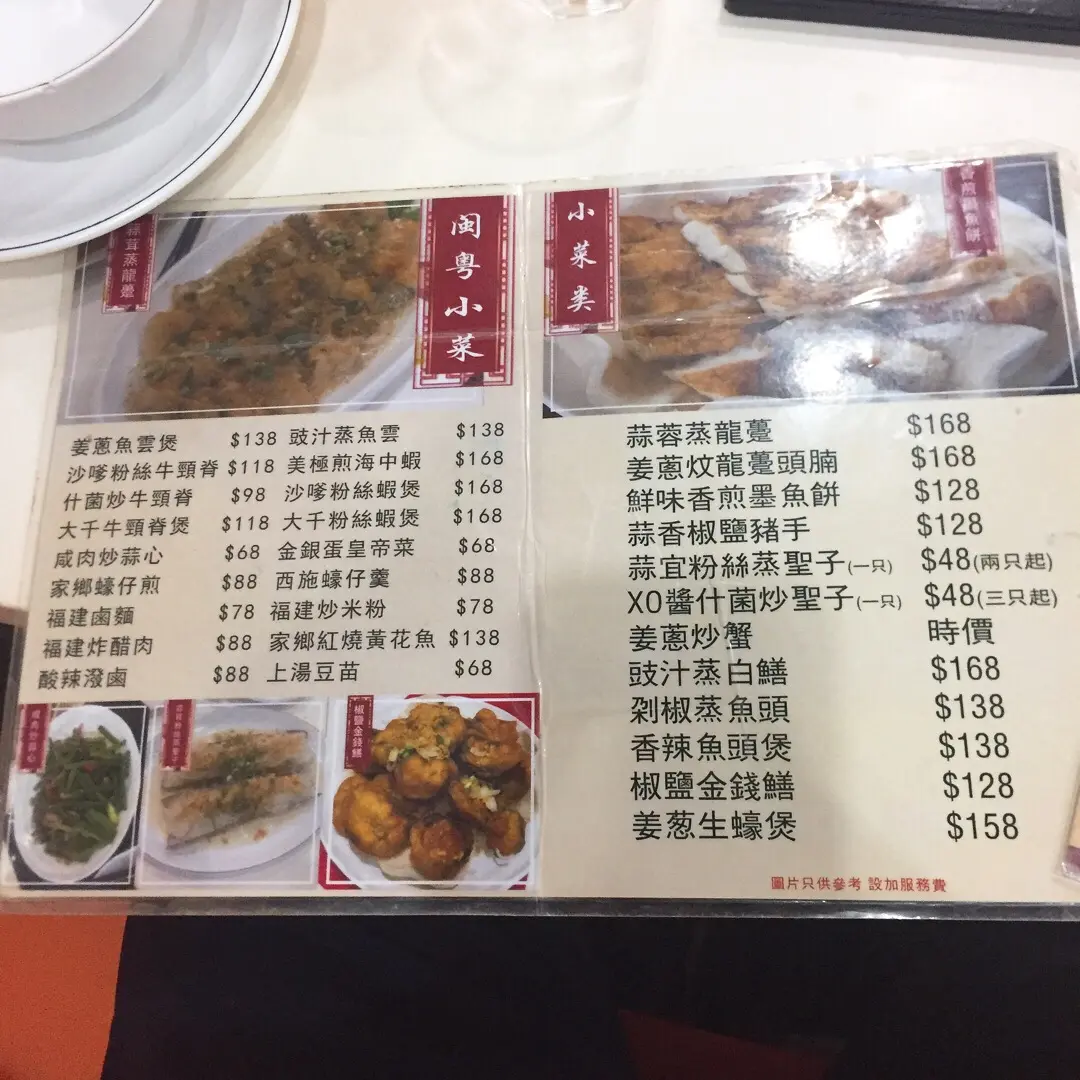 蒜茸蒸龍躉
闽粤小菜
姜蔥魚雲煲 $138 豉汁蒸魚雲 $138
沙嗲粉絲牛頸脊 $118 美極煎海中蝦 $168
什菌炒牛頸脊 $98 沙嗲粉絲蝦煲 $168
大千牛頸脊煲 $118 大千粉絲蝦煲 $168
咸肉炒蒜心 $68 金銀蛋皇帝菜 $68
家鄉蠔仔煎 $88 西施蠔仔羹 $88
福建鹵麵 $78 福建炒米粉 $78
福建炸醋肉 $88 家鄉紅燒黃花魚 $138
酸辣潑鹵 $88 上湯豆苗 $68
椒鹽金錢鱔
小菜类
香煎墨魚餅
蒜蓉蒸龍躉 $168
姜蔥炆龍躉頭腩 $168
鮮味香煎墨魚餅 $128
蒜香椒鹽豬手 $128
蒜宜粉絲蒸聖子(一只) $48(兩只起)
XO醬什菌炒聖子(一只) $48(三只起)
姜蔥炒蟹 時價
豉汁蒸白鱔 $168
剁椒蒸魚頭 $138
香辣魚頭煲 $138
椒鹽金錢鱔 $128
姜葱生蠔煲 $158
圖片只供參考 設加服務費